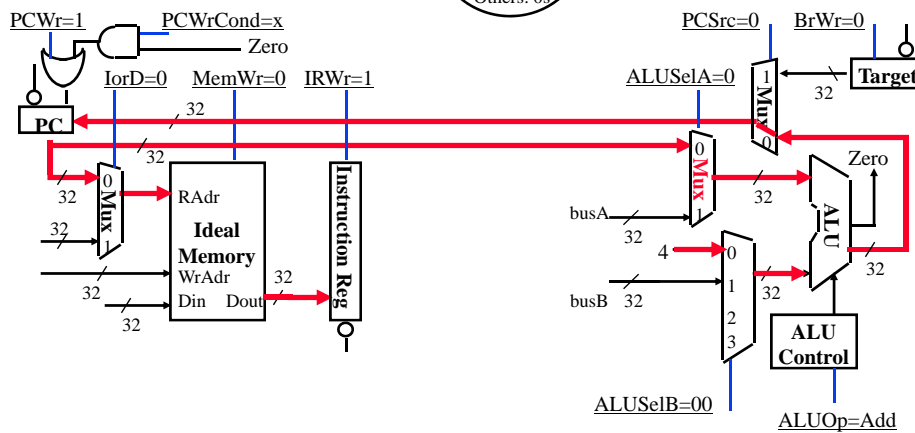 Others: 0s
PCWr=1
PCWrCond=x
Zero
PCSrc=0
BrWr=0
IorD=0
MemWr=0
IRWr=1
ALUSelA=0
1
Mux
0
32
Target
PC
32
32
32
0
Mux
1
32
32
32
RAdr
Ideal
Memory
WrAdr
Din
Dout
32
Instruction Reg
0
Mux
1
32
busA
32
4
0
1
2
3
busB
32
32
ALU
Zero
32
ALU
Control
ALUSelB=00
ALUOp=Add